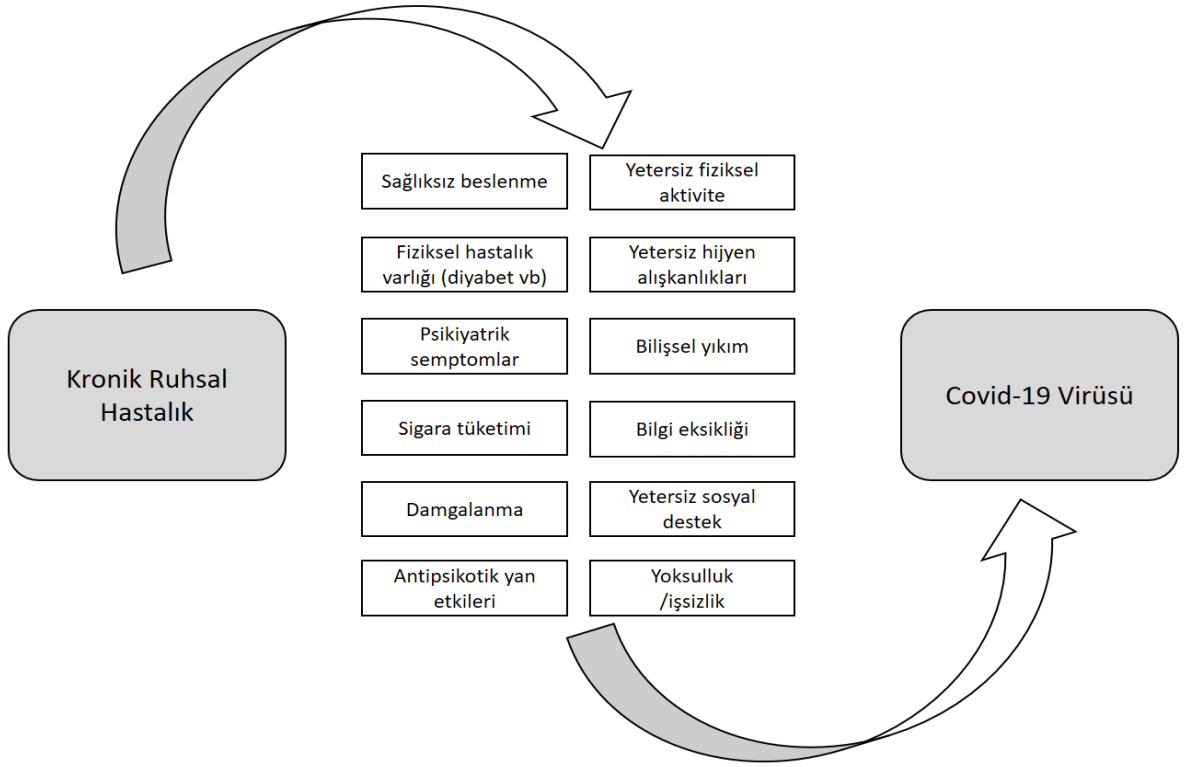 Sağlıksız beslenme
Yetersiz fiziksel
aktivite
Fiziksel hastalık
varlığı (diyabet vb)
Yetersiz hijyen
alışkanlıkları
Kronik Ruhsal
Hastalık
Psikiyatrik
semptomlar
Bilişsel yıkım
Covid-19 Virüsü
Sigara tüketimi
Bilgi eksikliği
Damgalanma
Yetersiz sosyal
destek
Antipsikotik yan
etkileri
Yoksulluk
/işsizlik